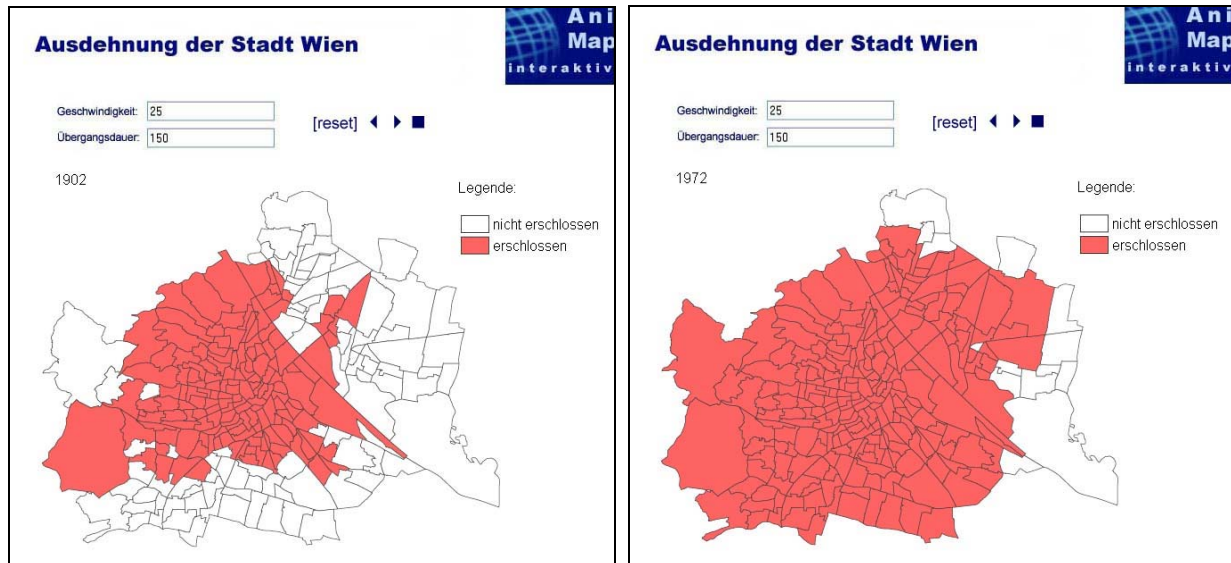 Ausdehnung der Stadt Wien
Ani
Map
interaktiv
Geschwindigkeit: 25
Übergangsdauer: 150
[reset]
1902
Legende:
nicht erschlossen
erschlossen
Ausdehnung der Stadt Wien
Ani
Map
interaktiv
Geschwindigkeit: 25
Übergangsdauer: 150
[reset]
1972
Legende:
nicht erschlossen
erschlossen